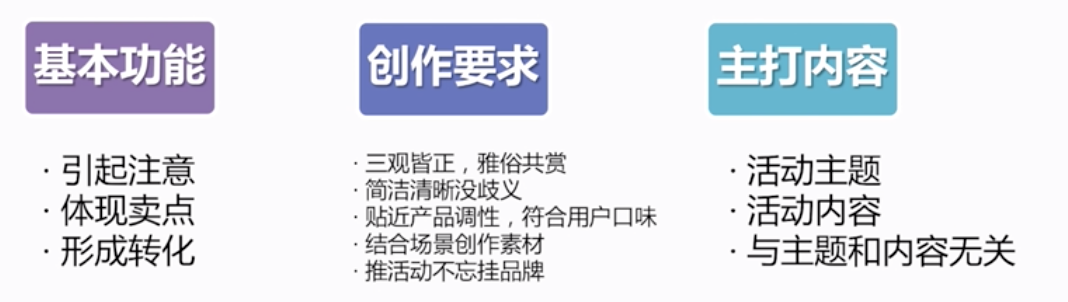 基本功能
· 引起注意
· 体现卖点
· 形成转化
创作要求
· 三观皆正，雅俗共赏
· 简洁清晰没歧义
· 贴近产品调性，符合用户口味
· 结合场景创作素材
· 推活动不忘挂品牌
主打内容
· 活动主题
· 活动内容
· 与主题和内容无关